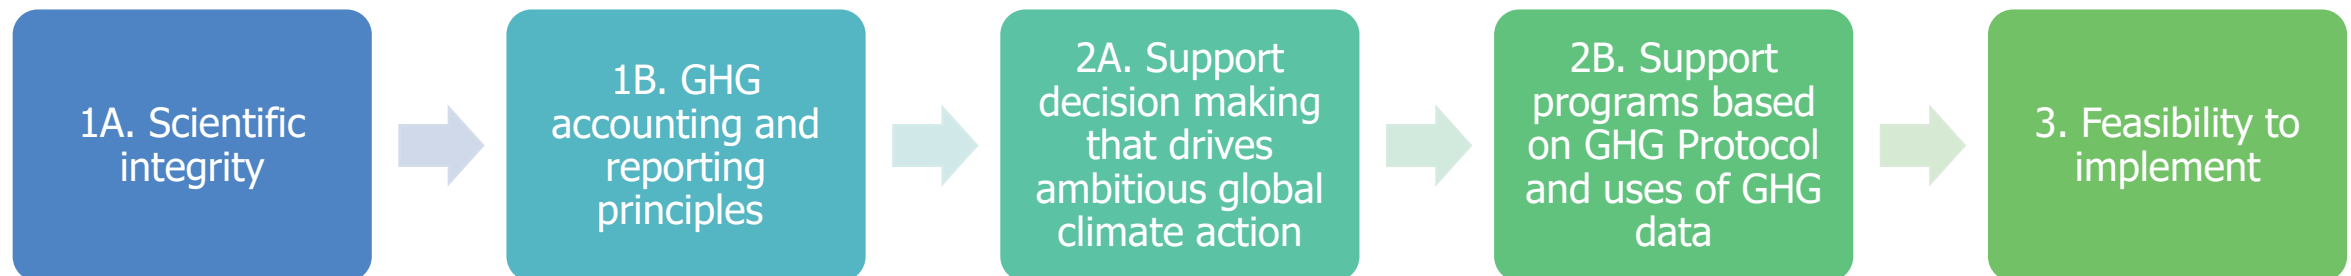 1A. Scientific
integrity
1B. GHG
accounting and
reporting
principles
2A. Support
decision making
that drives
ambitious global
climate action
2B. Support
programs based
on GHG Protocol
and uses of GHG
data
3. Feasibility to
implement